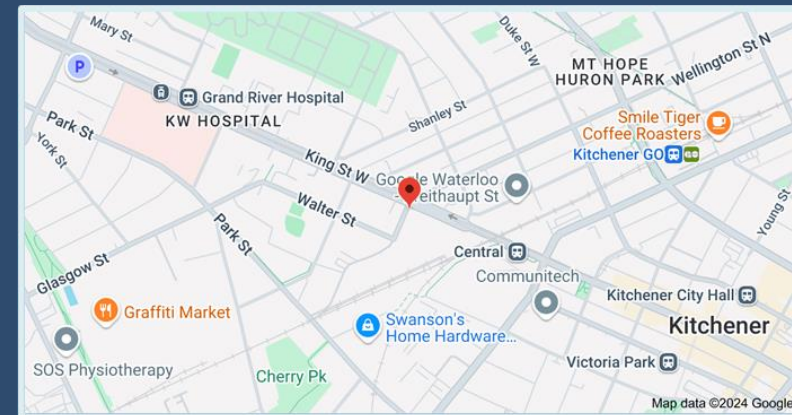 Mary St
P
Park St
York St
Grand River Hospital
KW HOSPITAL
Duke St W
MT HOPE
HURON PARK
Wellington St N
Shanley St
Smile Tiger
Coffee Roasters
Kitchener GO
King St W
Google Waterloo
Breithaupt St
Walter St
Young St
Park St
Central
Glasgow St
Communitech
Kitchener City Hall
Graffiti Market
Swanson's
Home Hardware...
Kitchener
SOS Physiotherapy
Cherry Pk
Victoria Park
Map data ©2024 Google